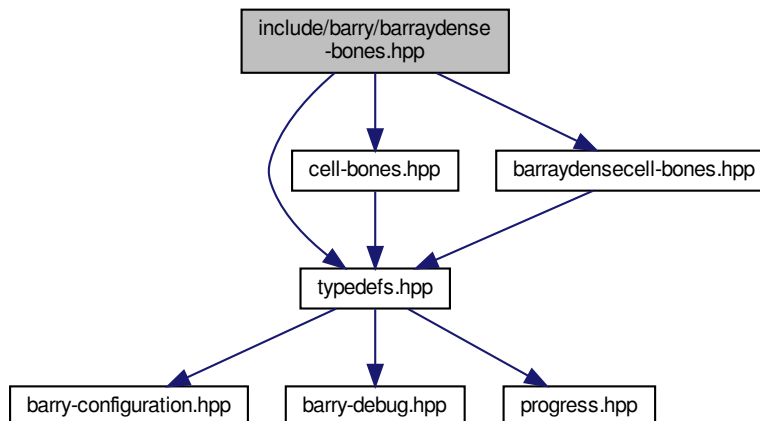 include/barry/barraydense
-bones.hpp
cell-bones.hpp
barraydensecell-bones.hpp
typedefs.hpp
barry-configuration.hpp
barry-debug.hpp
progress.hpp